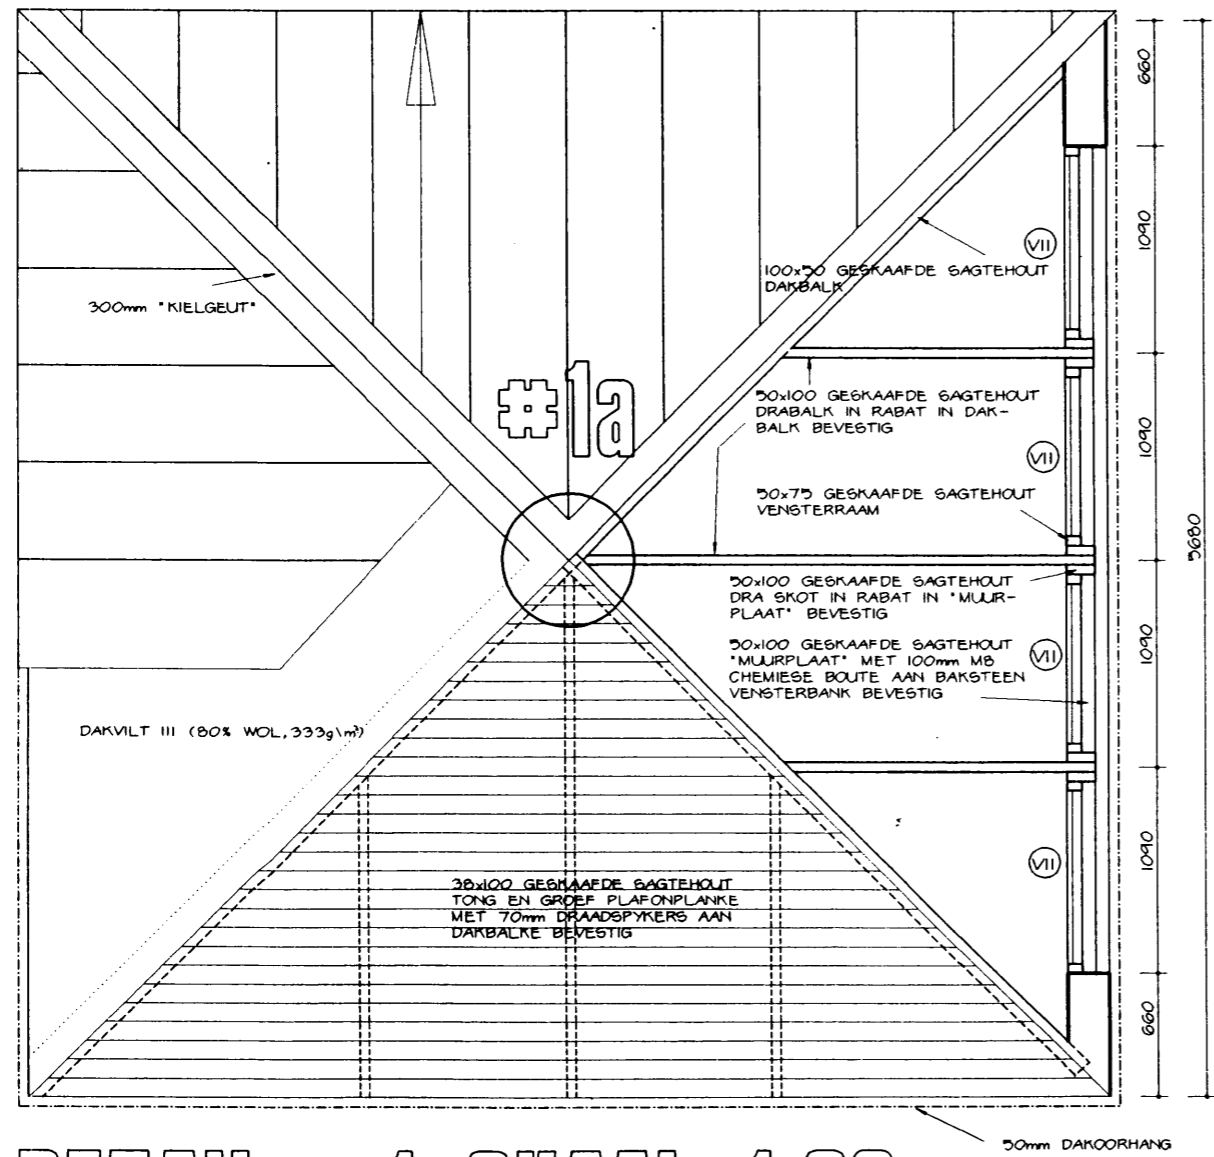 660
1090
VII
100x50 GESKAAFDE SAGTEHOUT
DAKBALK
300mm "KIELGEUT"
#1a
50x100 GESKAAFDE SAGTEHOUT
DRABALK IN RABAT IN DAK-
BALK BEVESTIG
1090
VII
50x75 GESKAAFDE SAGTEHOUT
VENSTERRAAM
5680
50x100 GESKAAFDE SAGTEHOUT
DRA SKOT IN RABAT IN "MUUR-
PLAAT" BEVESTIG
50x100 GESKAAFDE SAGTEHOUT
"MUURPLAAT" MET 100mm M8
CHEMIESE BOUTE AAN BAKSTEEN
VENSTERBANK BEVESTIG
VII
1090
DAKVILT III (80% WOL, 333g\m²)
VII
1090
38x100 GESKAAFDE SAGTEHOUT
TONG EN GROEF PLAFONPLANKE
MET 70mm DRAADSPYKERS AAN
DAKBALKE BEVESTIG
660
50mm DAKOORHANG